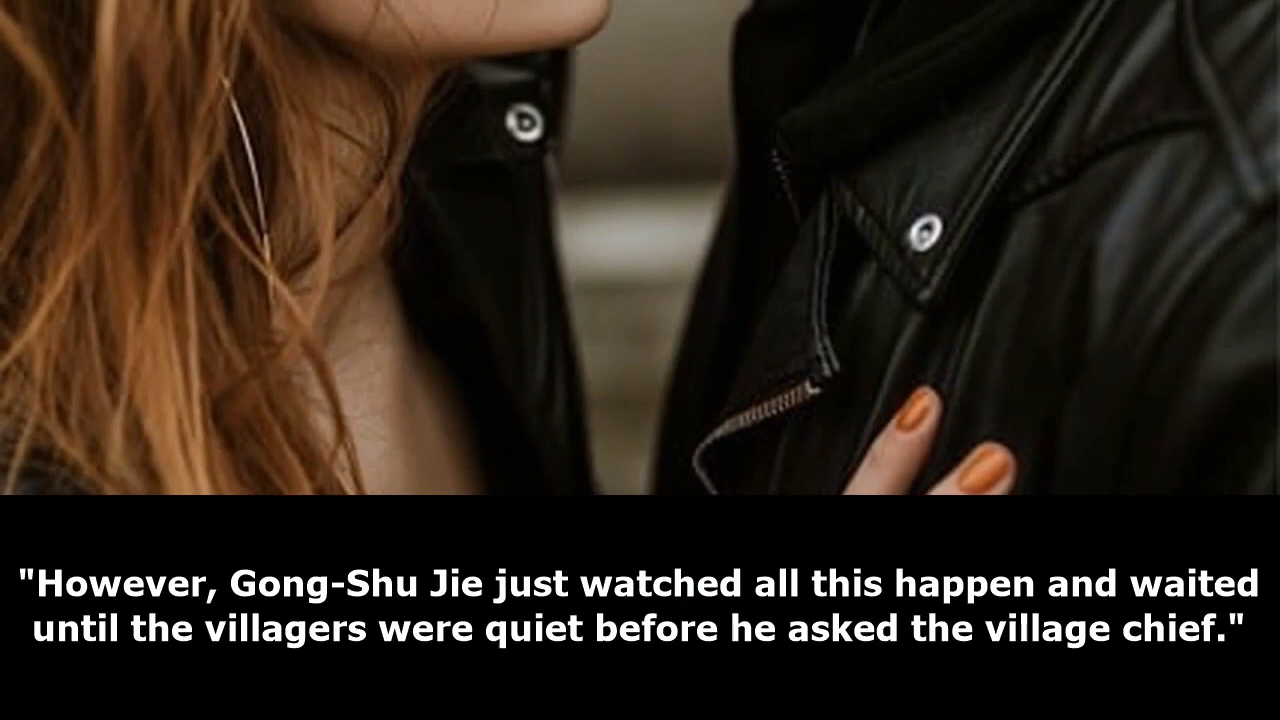 "However, Gong-Shu Jie just watched all this happen and waited
until the villagers were quiet before he asked the village chief."